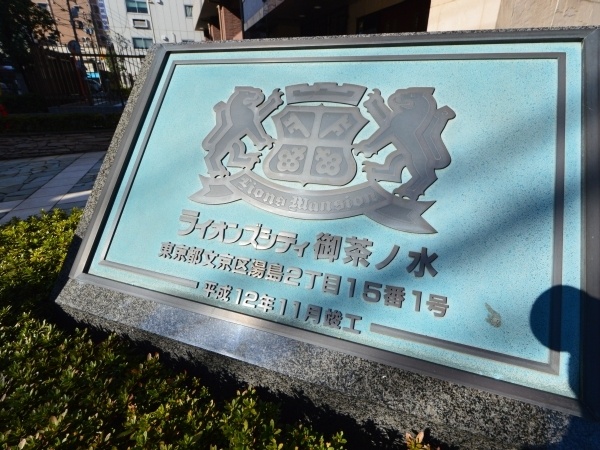 Lions Mansion
ライオンズシティ御茶ノ水
東京都文京区湯島2丁目15番1号
平成12年11月竣工